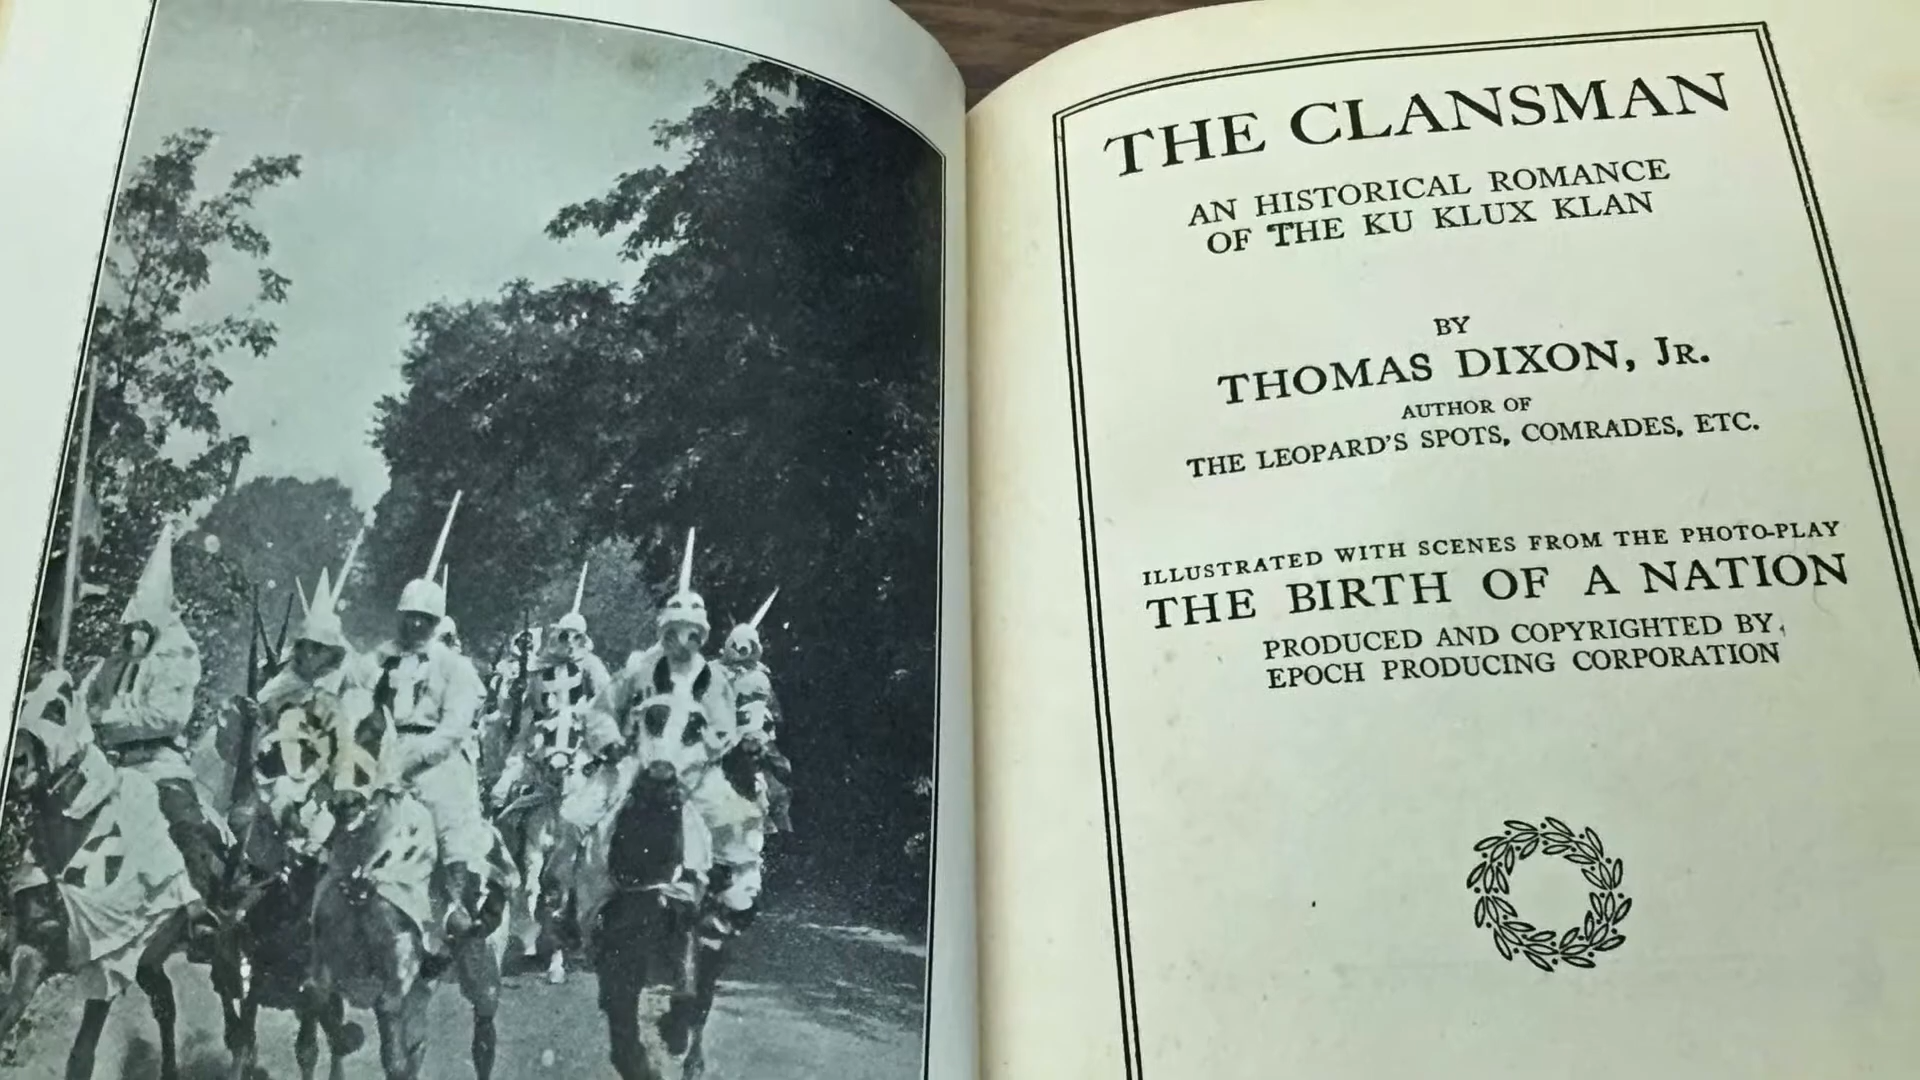 THE CLANSMAN
AN HISTORICAL ROMANCE
OF THE KU KLUX KLAN
BY
THOMAS DIXON, JR.
AUTHOR OF
THE LEOPARD'S SPOTS, COMRADES, ETC.
ILLUSTRATED WITH SCENES FROM THE PHOTO-PLAY
THE BIRTH OF A NATION
PRODUCED AND COPYRIGHTED BY
EPOCH PRODUCING CORPORATION